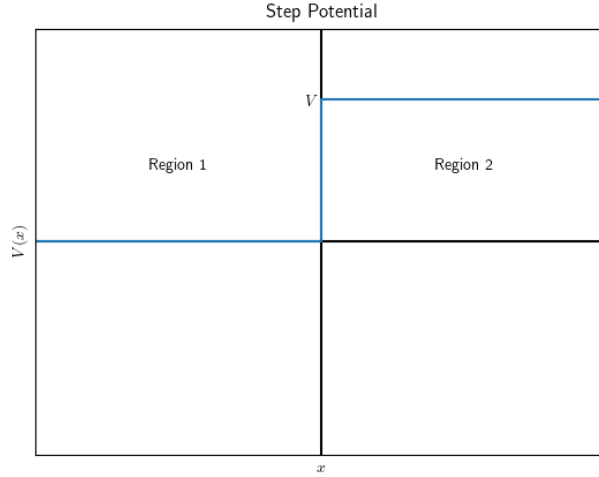 Step Potential
V
Region 1
Region 2
V(x)
x